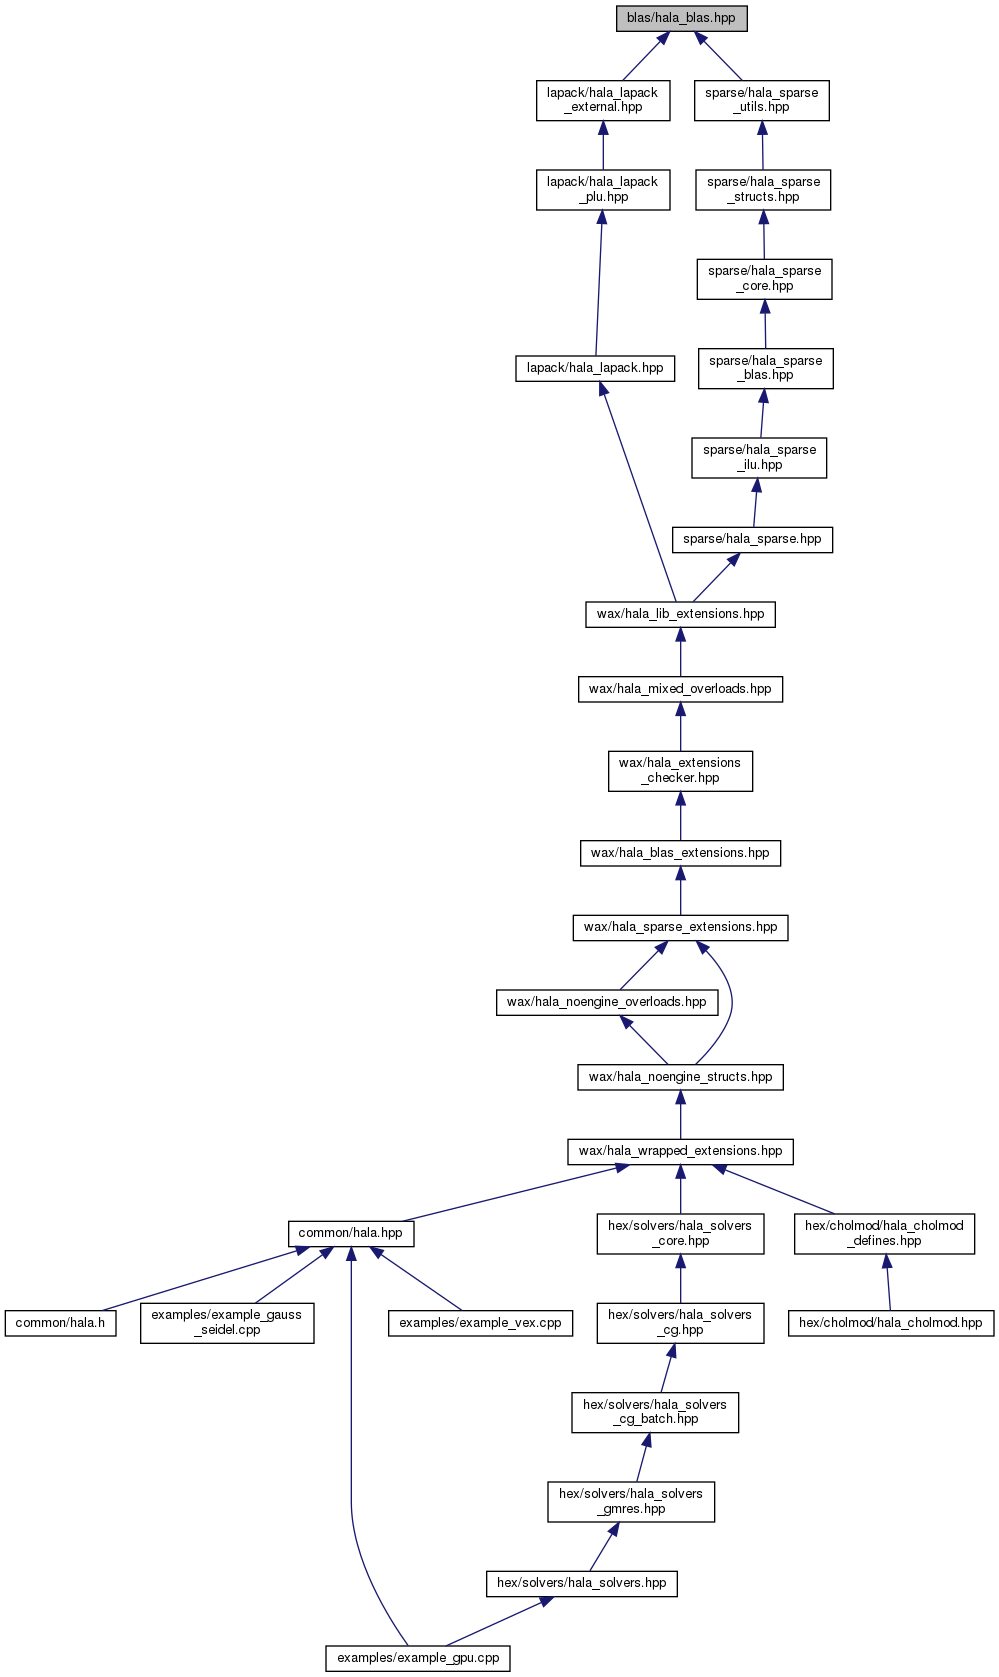 blas/hala_blas.hpp
lapack/hala_lapack
_external.hpp
sparse/hala_sparse
_utils.hpp
lapack/hala_lapack
_plu.hpp
sparse/hala_sparse
_structs.hpp
sparse/hala_sparse
_core.hpp
lapack/hala_lapack.hpp
sparse/hala_sparse
_blas.hpp
sparse/hala_sparse
_ilu.hpp
sparse/hala_sparse.hpp
wax/hala_lib_extensions.hpp
wax/hala_mixed_overloads.hpp
wax/hala_extensions
_checker.hpp
wax/hala_blas_extensions.hpp
wax/hala_sparse_extensions.hpp
wax/hala_noengine_overloads.hpp
wax/hala_noengine_structs.hpp
wax/hala_wrapped_extensions.hpp
common/hala.hpp
hex/solvers/hala_solvers
_core.hpp
hex/cholmod/hala_cholmod
_defines.hpp
common/hala.h
examples/example_gauss
_seidel.cpp
examples/example_vex.cpp
hex/solvers/hala_solvers
_cg.hpp
hex/cholmod/hala_cholmod.hpp
hex/solvers/hala_solvers
_cg_batch.hpp
hex/solvers/hala_solvers
_gmres.hpp
hex/solvers/hala_solvers.hpp
examples/example_gpu.cpp